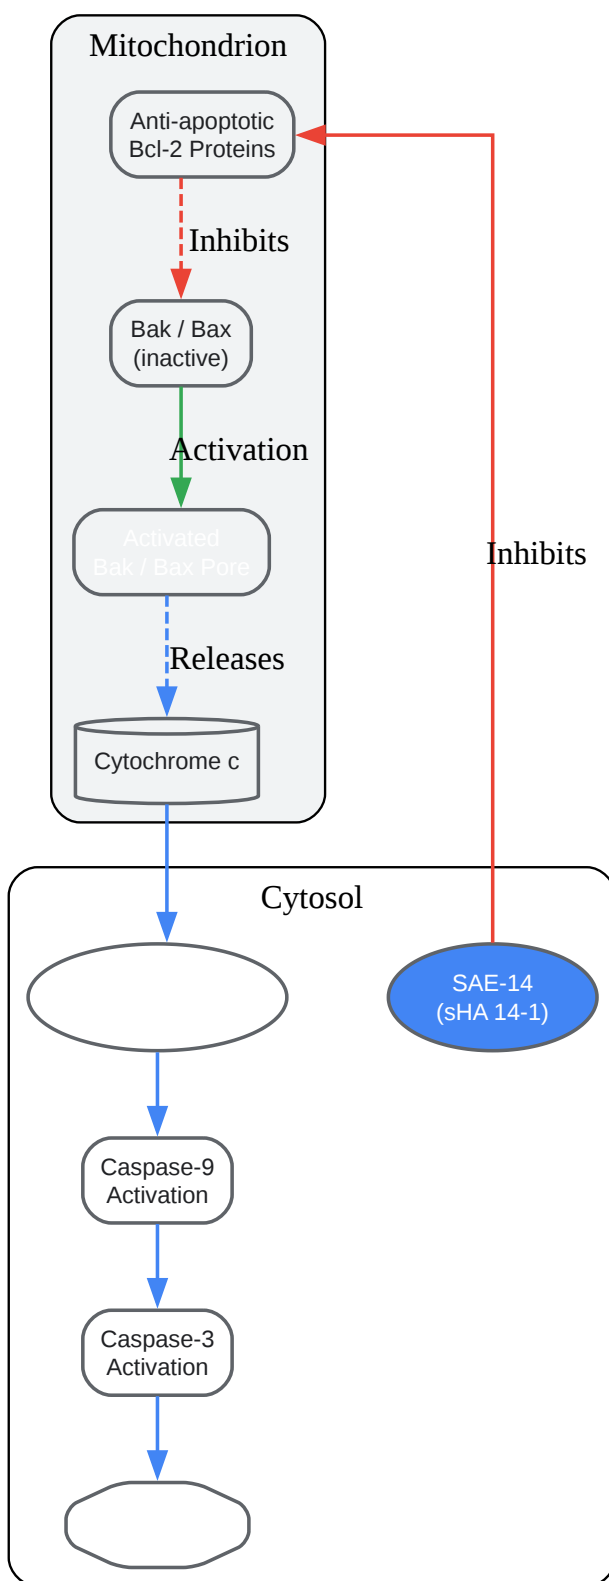 Mitochondrion
Anti-apoptotic
Bcl-2 Proteins
Inhibits
Bak / Bax
(inactive)
Activation
Activated
Bak / Bax Pore
Inhibits
Releases
Cytochrome c
Cytosol
SAE-14
(sHA 14-1)
Caspase-9
Activation
Caspase-3
Activation